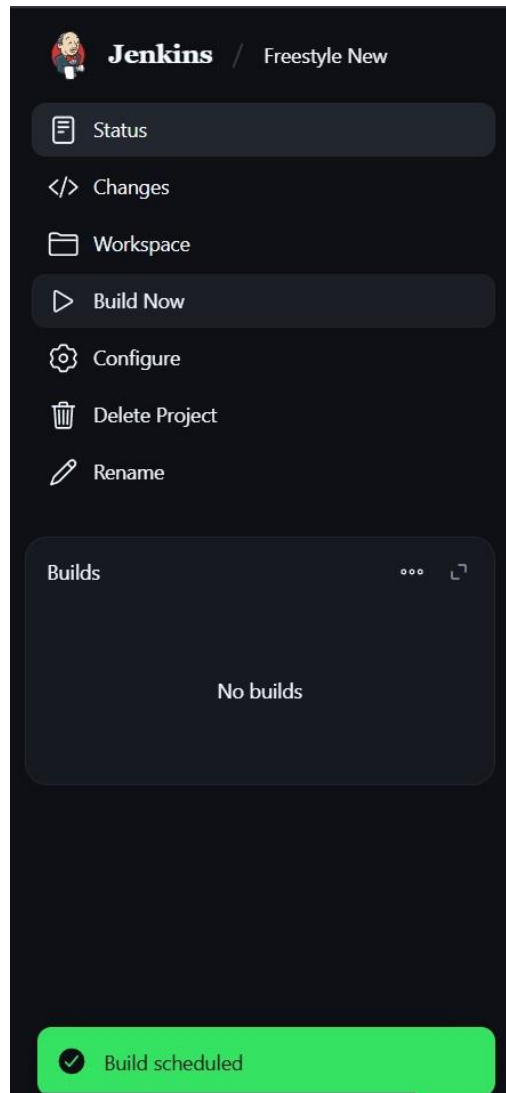 Jenkins / Freestyle New
Status
Changes
Workspace
Build Now
Configure
Delete Project
Rename
Builds
No builds
Build scheduled